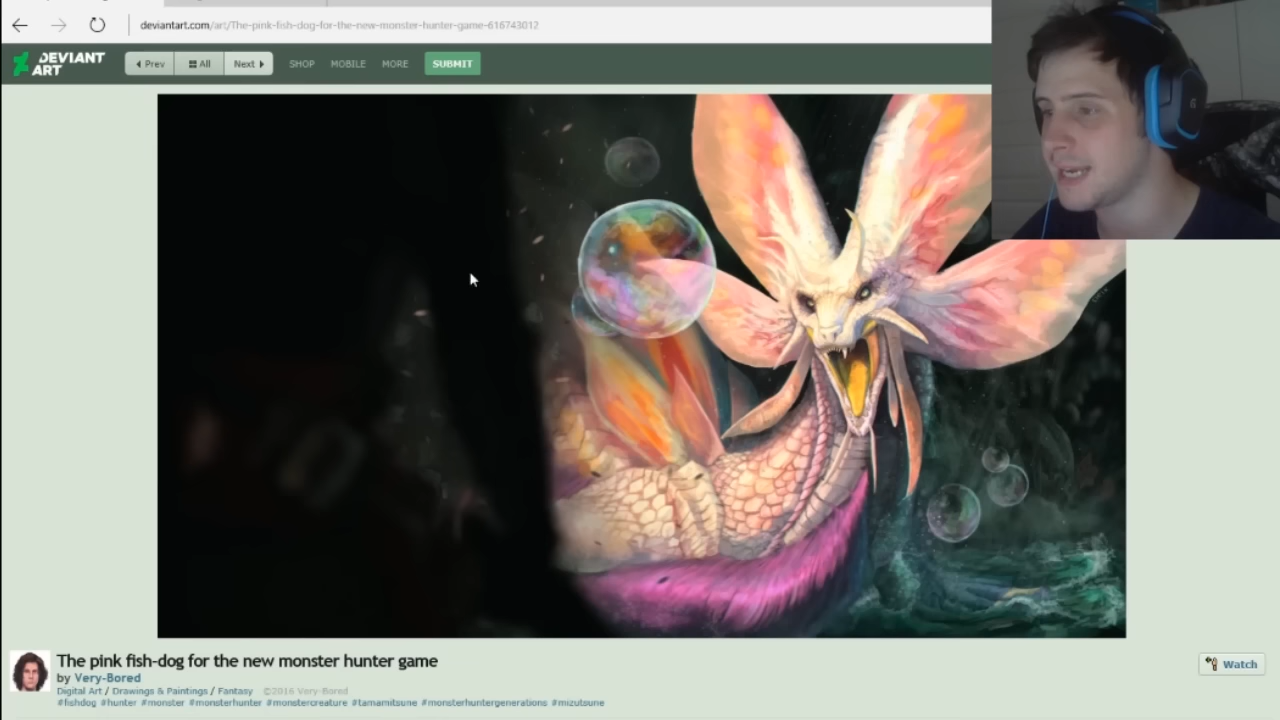 deviantart.com/art/The-pink-fish-dog-for-the-new-monster-hunter-game-616743012
DEVIANT
ART
Prev
All
Next
SHOP
MOBILE
MORE
SUBMIT
The pink fish-dog for the new monster hunter game
by Very-Bored
Watch
Digital Art / Drawings & Paintings / Fantasy ©2016 Very-Bored
#fishdog #hunter #monster #monsterhunter #monstercreature #tamamitsune #monsterhuntergenerations #mizutsune